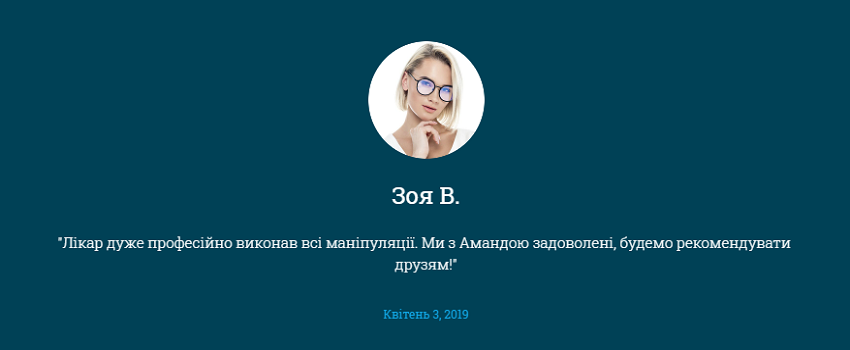 Зоя В.
"Лікар дуже професійно виконав всі маніпуляції. Ми з Амандою задоволені, будемо рекомендувати
друзям!"
Квітень 3, 2019